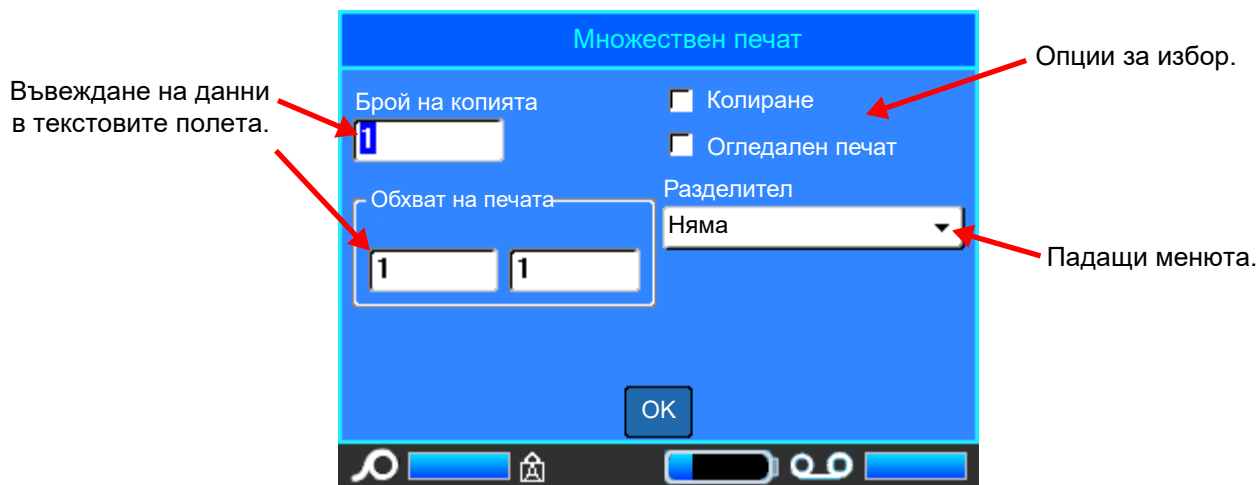 Множествен печат
Опции за избор.
Въвеждане на данни
в текстовите полета.
Брой на копията
1
Колиране
Огледален печат
Обхват на печата
1
1
Разделител
Няма
Падащи менюта.
OK
A